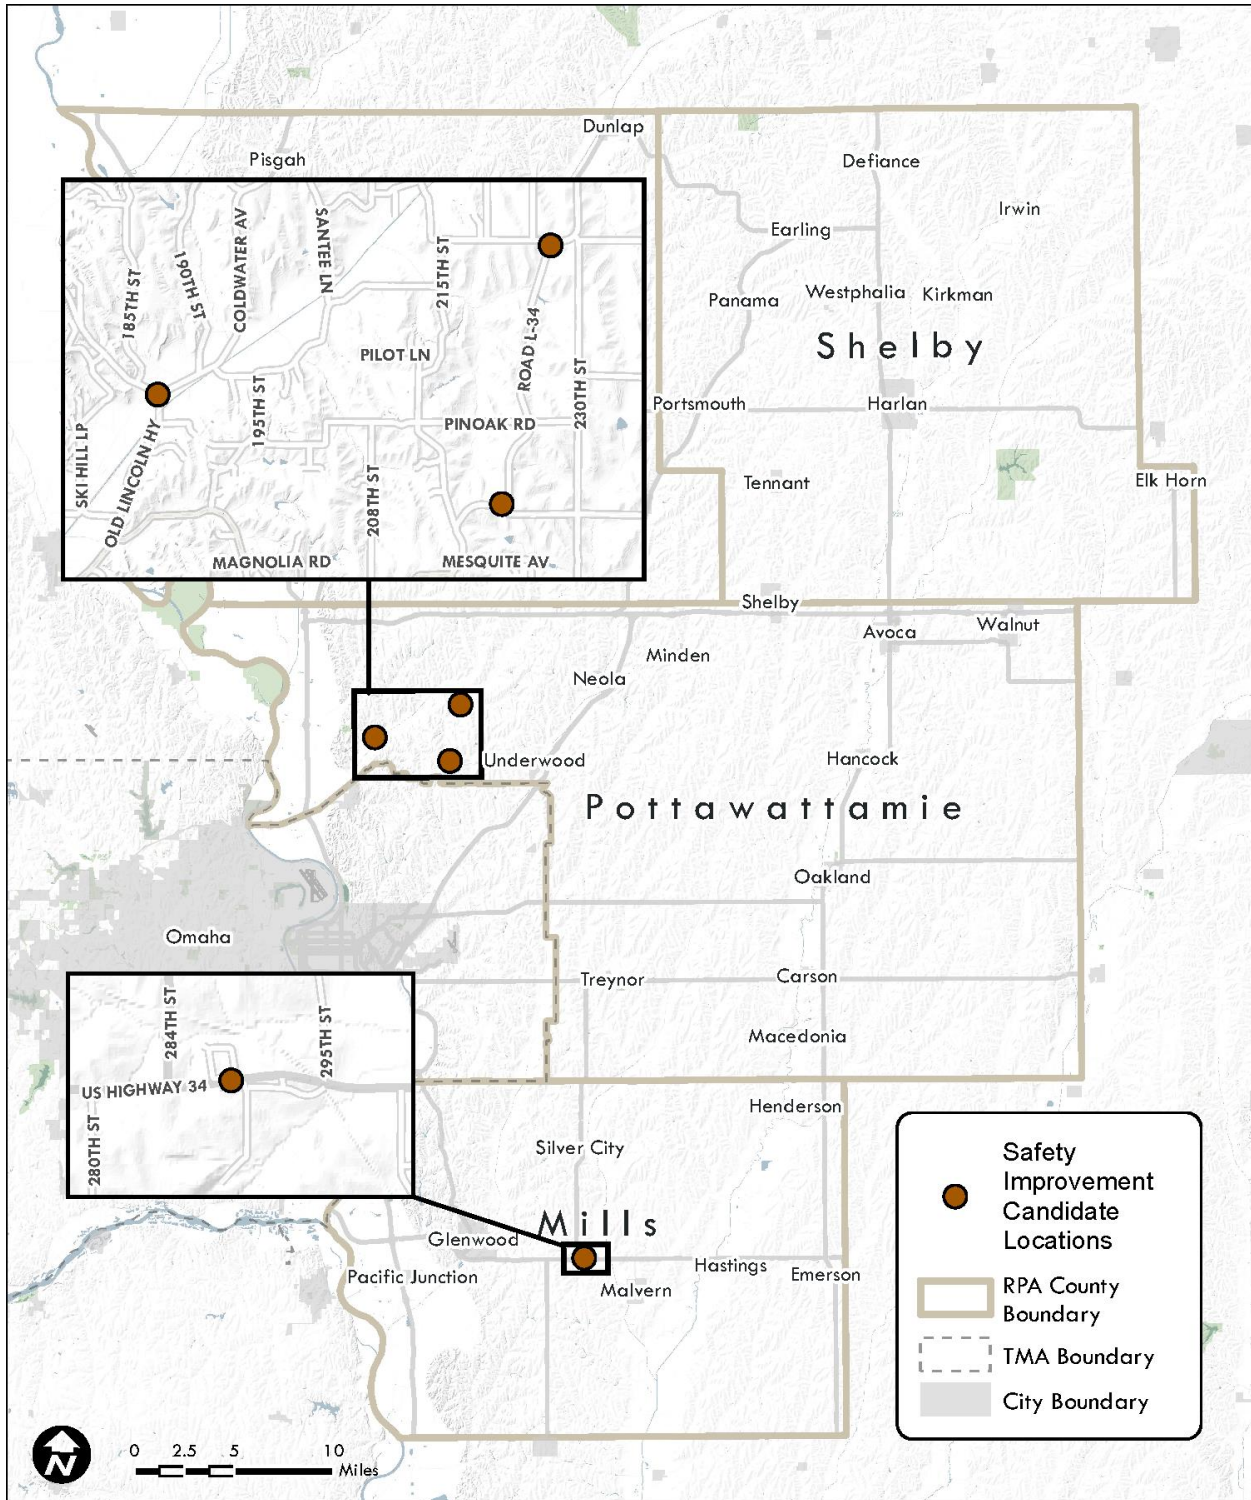 Dunlap
Pisgah
Defiance
Irwin
Earling
Panama
Westphalia
Kirkman
Shelby
Portsmouth
Harlan
Tennant
Elk Horn
185TH ST
190TH ST
COLDWATER AV
SANTEE LN
215TH ST
ROAD L-34
230TH ST
PILOT LN
195TH ST
PINOAK RD
SKI HILL LP
OLD LINCOLN HY
208TH ST
MAGNOLIA RD
MESQUITE AV
Shelby
Avoca
Walnut
Minden
Neola
Underwood
Hancock
Pottawattamie
Oakland
Omaha
Treynor
Carson
Macedonia
284TH ST
295TH ST
US HIGHWAY 34
280TH ST
Henderson
Silver City
Mills
Glenwood
Pacific Junction
Malvern
Hastings
Emerson
Safety
Improvement
Candidate
Locations
RPA County
Boundary
TMA Boundary
City Boundary
N
0 2.5 5 10
Miles